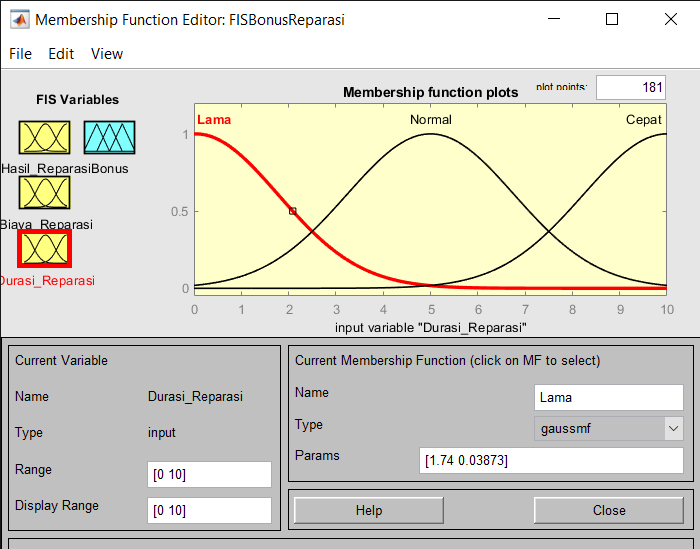 Membership Function Editor: FISBonusReparasi
File Edit View
FIS Variables
Hasil_Reparasi
Bonus
Biaya_Reparasi
Durasi_Reparasi
Membership function plots
plot points:
181
Lama
Normal
Cepat
1
0.5
0
0 1 2 3 4 5 6 7 8 9 10
input variable "Durasi_Reparasi"
Current Variable
Name Durasi_Reparasi
Type input
Range [0 10]
Display Range [0 10]
Current Membership Function (click on MF to select)
Name Lama
Type gaussmf
Params [1.74 0.03873]
Help
Close